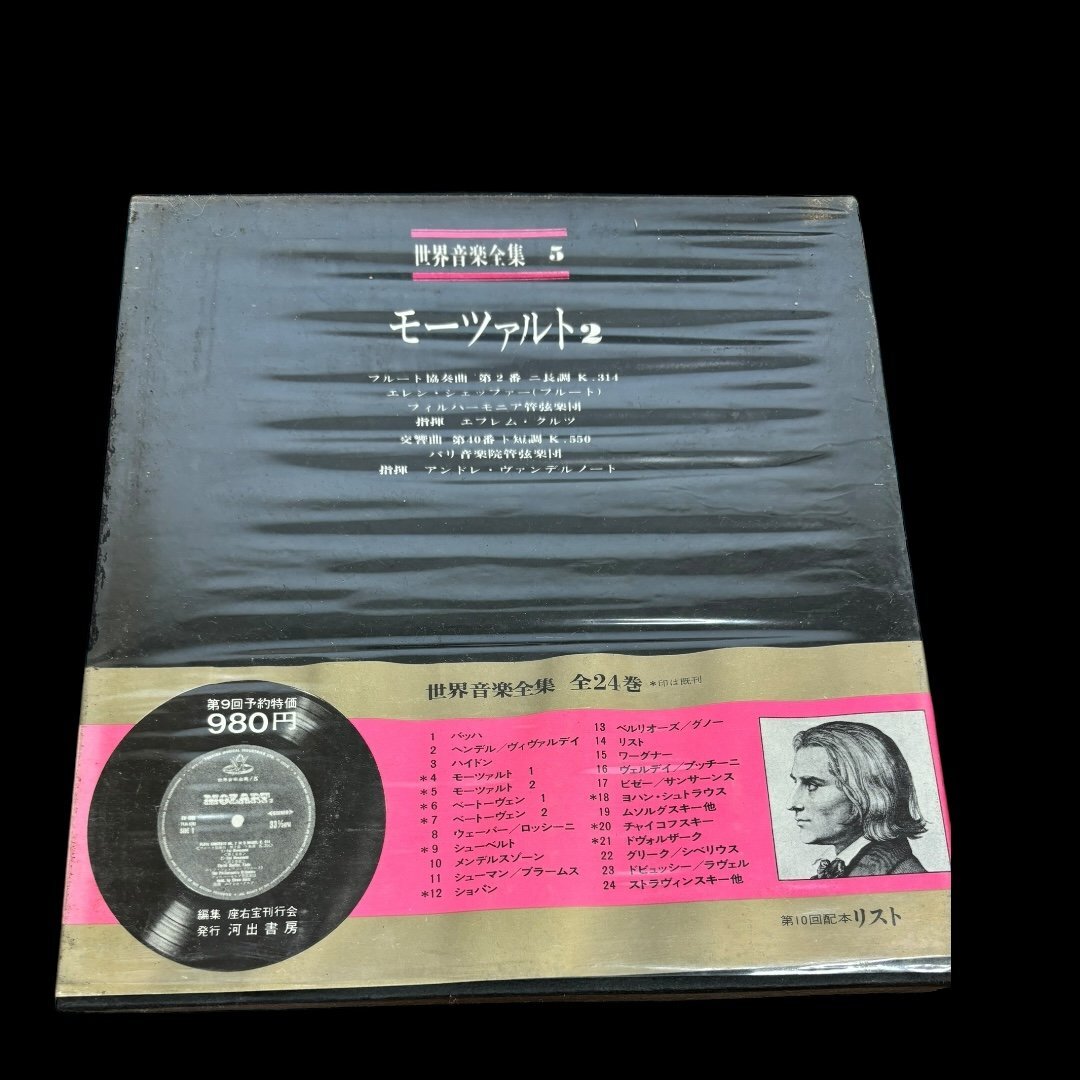 世界音楽全集 5
モーツァルト2
フルート協奏曲 第2番 ニ長調 K.314
エレン・シェッファー(フルート)
フィルハーモニア管弦楽団
指揮 エフレム・クルツ
交響曲 第40番ト短調 K.550
パリ音楽院管弦楽団
指揮 アンドレ・ヴァンデルノート
世界音楽全集 全24巻 *印は既刊
第9回予約特価
980円
世界音楽全集/5
MOZART 2
SIDE 1
33⅓RPM
編集 座右宝刊行会
発行 河出書房
1 バッハ
2 ヘンデル/ヴィヴァルディ
3 ハイドン
*4 モーツァルト 1
*5 モーツァルト 2
*6 ベートーヴェン 1
*7 ベートーヴェン 2
8 ウェーバー/ロッシーニ
*9 シューベルト
10 メンデルスゾーン
11 シューマン/ブラームス
*12 ショパン
13 ベルリオーズ/グノー
14 リスト
15 ワーグナー
16 ヴェルディ/プッチーニ
17 ビゼー/サンサーンス
*18 ヨハン・シュトラウス
19 ムソルグスキー他
*20 チャイコフスキー
*21 ドヴォルザーク
22 グリーク/シベリウス
23 ドビュッシー/ラヴェル
24 ストラヴィンスキー他
第10回配本リスト